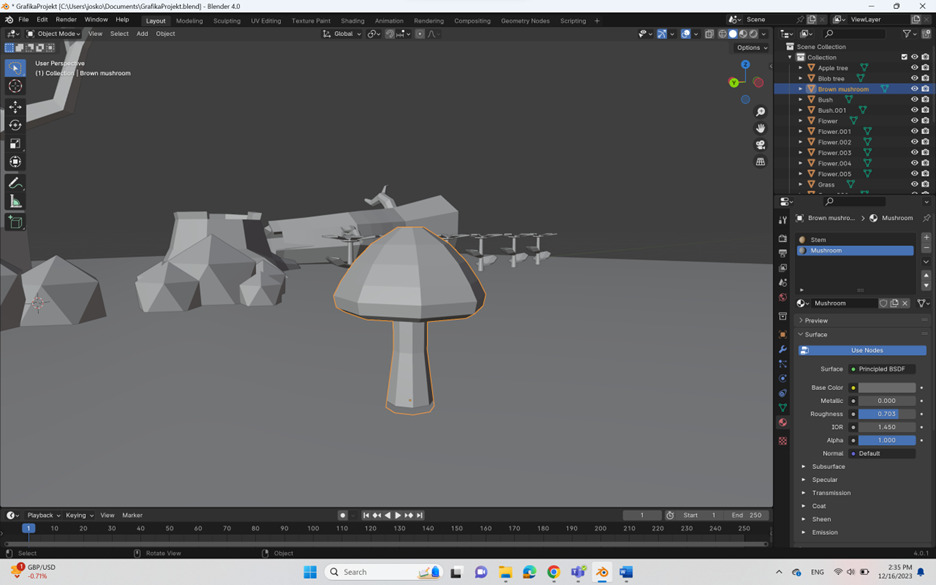 * GrafikaProjekt [C:\Users\josko\GrafikaProjekt.blend] - Blender 4.0
File Edit Render Window Help Layout Modeling Sculpting UV Editing Texture Paint Shading Animation Rendering Compositing Geometry Nodes Scripting + Scene ViewLayer
Object Mode View Select Add Object Global
Options
User Perspective
(1) Collection | Brown mushroom
Z
Y
Scene Collection
Collection
Apple tree
Blob tree
Brown mushroom
Bush
Bush.001
Flower
Flower.001
Flower.002
Flower.003
Flower.004
Flower.005
Grass
Brown mushro... > Mushroom
Stem
Mushroom
Mushroom
Preview
Surface
Use Nodes
Surface Principled BSDF
Base Color
Metallic 0.000
Roughness 0.703
IOR 1.450
Alpha 1.000
Normal Default
Subsurface
Specular
Transmission
Coat
Sheen
Emission
Playback Keying View Marker 1 Start 1 End 250
1 10 20 30 40 50 60 70 80 90 100 110 120 130 140 150 160 170 180 190 200 210 220 230 240 250
Select Rotate View Object 4.0.1
1 GBP/USD
-0.71%
Search
ENG
2:35 PM
12/16/2023